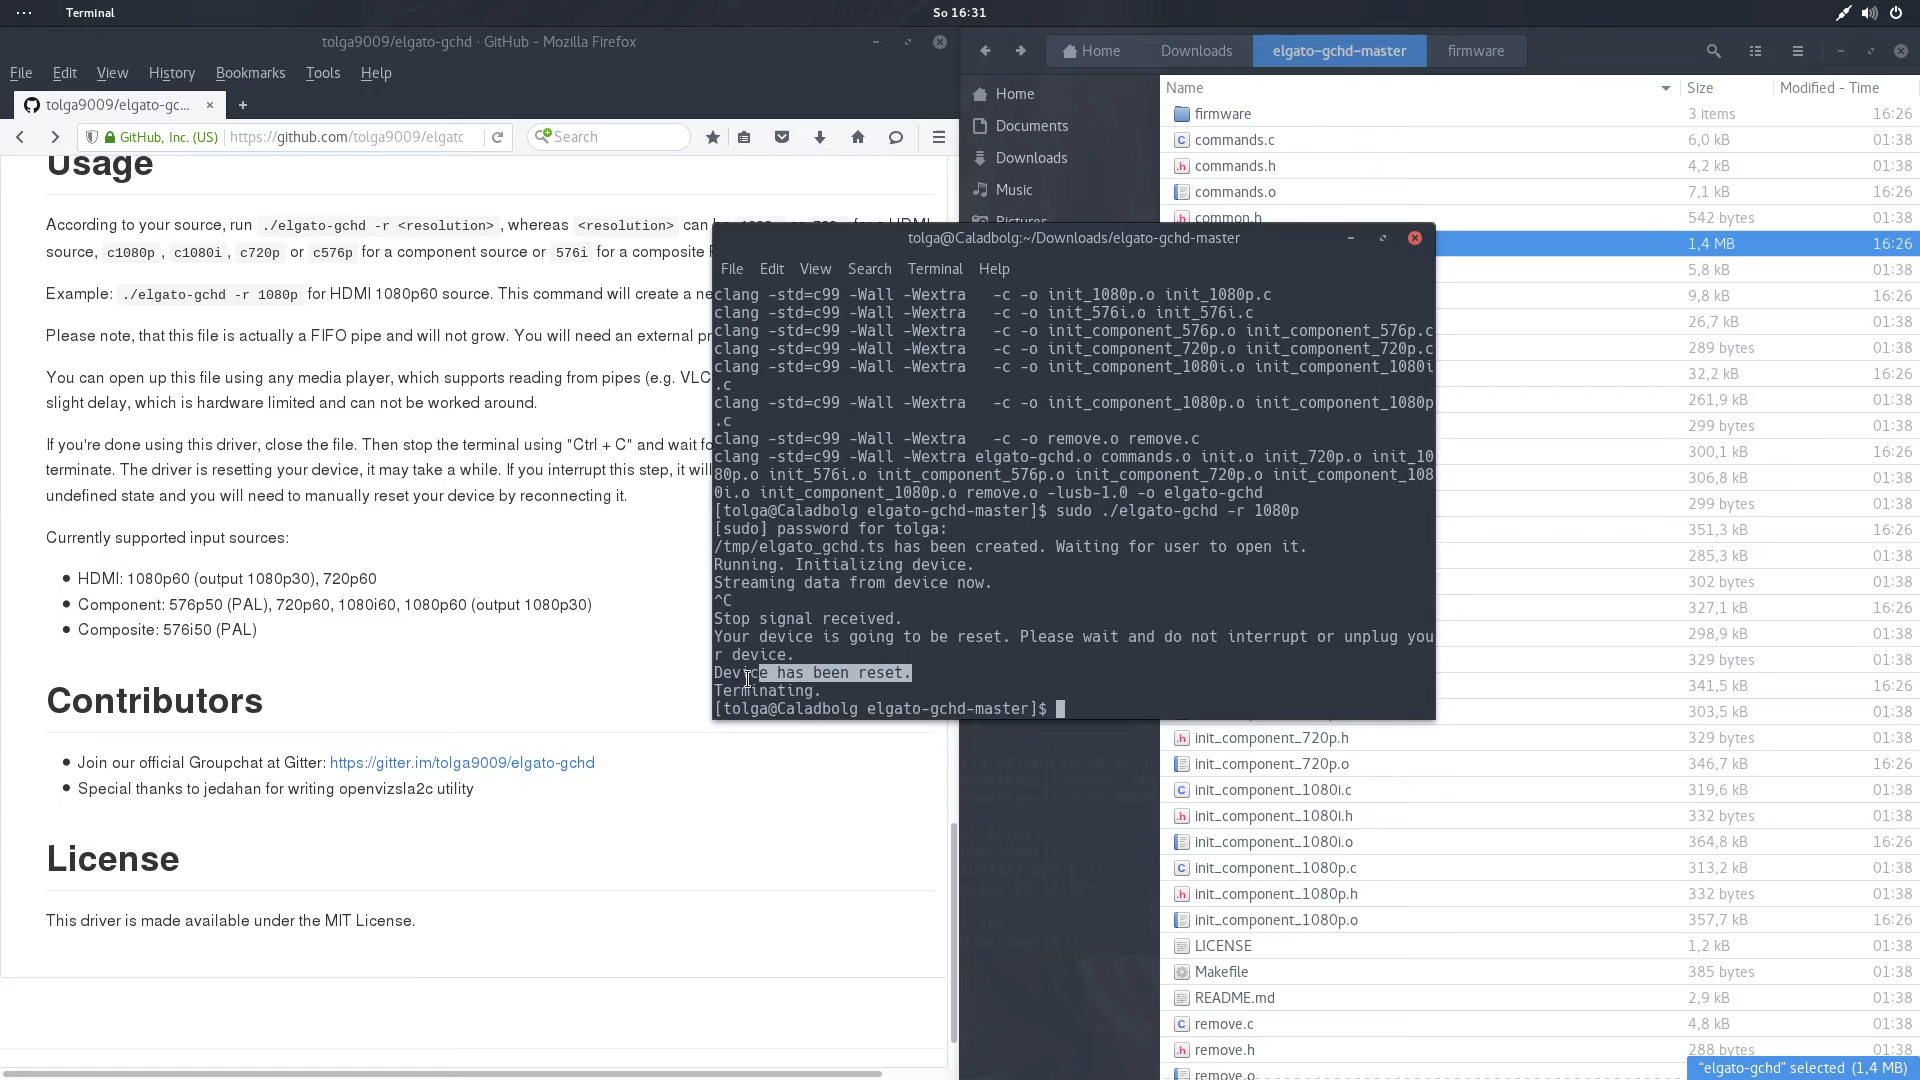 Terminal
So 16:31
tolga9009/elgato-gchd · GitHub - Mozilla Firefox
File Edit View History Bookmarks Tools Help
tolga9009/elgato-gc...
GitHub, Inc. (US) https://github.com/tolga9009/elgatc
Search
Usage
According to your source, run ./elgato-gchd -r <resolution> , whereas <resolution> can
source, c1080p , c1080i , c720p or c576p for a component source or 576i for a composite
Example: ./elgato-gchd -r 1080p for HDMI 1080p60 source. This command will create a ne
Please note, that this file is actually a FIFO pipe and will not grow. You will need an external pr
You can open up this file using any media player, which supports reading from pipes (e.g. VLC
slight delay, which is hardware limited and can not be worked around.
If you're done using this driver, close the file. Then stop the terminal using "Ctrl + C" and wait fo
terminate. The driver is resetting your device, it may take a while. If you interrupt this step, it will
undefined state and you will need to manually reset your device by reconnecting it.
Currently supported input sources:
HDMI: 1080p60 (output 1080p30), 720p60
Component: 576p50 (PAL), 720p60, 1080i60, 1080p60 (output 1080p30)
Composite: 576i50 (PAL)
Contributors
Join our official Groupchat at Gitter: https://gitter.im/tolga9009/elgato-gchd
Special thanks to jedahan for writing openvizsla2c utility
License
This driver is made available under the MIT License.
tolga@Caladbolg:~/Downloads/elgato-gchd-master
File Edit View Search Terminal Help
clang -std=c99 -Wall -Wextra -c -o init_1080p.o init_1080p.c
clang -std=c99 -Wall -Wextra -c -o init_576i.o init_576i.c
clang -std=c99 -Wall -Wextra -c -o init_component_576p.o init_component_576p.c
clang -std=c99 -Wall -Wextra -c -o init_component_720p.o init_component_720p.c
clang -std=c99 -Wall -Wextra -c -o init_component_1080i.o init_component_1080i
.c
clang -std=c99 -Wall -Wextra -c -o init_component_1080p.o init_component_1080p
.c
clang -std=c99 -Wall -Wextra -c -o remove.o remove.c
clang -std=c99 -Wall -Wextra elgato-gchd.o commands.o init.o init_720p.o init_10
80p.o init_576i.o init_component_576p.o init_component_720p.o init_component_108
0i.o init_component_1080p.o remove.o -lusb-1.0 -o elgato-gchd
[tolga@Caladbolg elgato-gchd-master]$ sudo ./elgato-gchd -r 1080p
[sudo] password for tolga:
/tmp/elgato_gchd.ts has been created. Waiting for user to open it.
Running. Initializing device.
Streaming data from device now.
^C
Stop signal received.
Your device is going to be reset. Please wait and do not interrupt or unplug you
r device.
Device has been reset.
Terminating.
[tolga@Caladbolg elgato-gchd-master]$
Home Downloads elgato-gchd-master firmware
Home
Documents
Downloads
Music
Pictures
Name Size Modified - Time
firmware 3 items 16:26
commands.c 6,0 kB 01:38
commands.h 4,2 kB 01:38
commands.o 7,1 kB 16:26
common.h 542 bytes 01:38
1,4 MB 16:26
5,8 kB 01:38
9,8 kB 16:26
26,7 kB 01:38
289 bytes 01:38
32,2 kB 16:26
261,9 kB 01:38
299 bytes 01:38
300,1 kB 16:26
306,8 kB 01:38
299 bytes 01:38
351,3 kB 16:26
285,3 kB 01:38
302 bytes 01:38
327,1 kB 16:26
298,9 kB 01:38
329 bytes 01:38
341,5 kB 16:26
303,5 kB 01:38
init_component_720p.h 329 bytes 01:38
init_component_720p.o 346,7 kB 16:26
init_component_1080i.c 319,6 kB 01:38
init_component_1080i.h 332 bytes 01:38
init_component_1080i.o 364,8 kB 16:26
init_component_1080p.c 313,2 kB 01:38
init_component_1080p.h 332 bytes 01:38
init_component_1080p.o 357,7 kB 16:26
LICENSE 1,2 kB 01:38
Makefile 385 bytes 01:38
README.md 2,9 kB 01:38
remove.c 4,8 kB 01:38
remove.h 288 bytes 01:38
remove.o
"elgato-gchd" selected (1,4 MB)